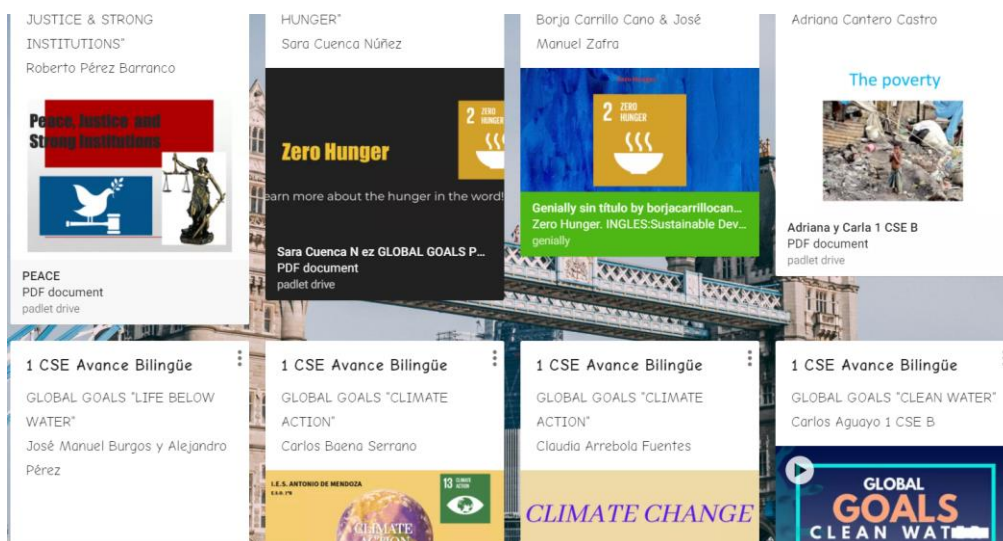 JUSTICE & STRONG
INSTITUTIONS"
Roberto Pérez Barranco
Peace, Justice and
Strong Institutions
PEACE
PDF document
padlet drive
HUNGER"
Sara Cuenca Núñez
2 ZERO
HUNGER
Zero Hunger
earn more about the hunger in the word!
Sara Cuenca N ez GLOBAL GOALS P...
PDF document
padlet drive
Borja Carrillo Cano & José
Manuel Zafra
2 ZERO
HUNGER
Genially sin título by borjacarrillocan...
Zero Hunger. INGLES:Sustainable Dev...
genially
Adriana Cantero Castro
The poverty
Adriana y Carla 1 CSE B
PDF document
padlet drive
1 CSE Avance Bilingüe
GLOBAL GOALS "LIFE BELOW
WATER"
José Manuel Burgos y Alejandro
Pérez
1 CSE Avance Bilingüe
GLOBAL GOALS "CLIMATE
ACTION"
Carlos Baena Serrano
I.E.S. ANTONIO DE MENDOZA
13 CLIMATE
ACTION
CLIMATE
ACTION
1 CSE Avance Bilingüe
GLOBAL GOALS "CLIMATE
ACTION"
Claudia Arrebola Fuentes
CLIMATE CHANGE
1 CSE Avance Bilingüe
GLOBAL GOALS "CLEAN WATER"
Carlos Aguayo 1 CSE B
GLOBAL
GOALS
CLEAN WAT